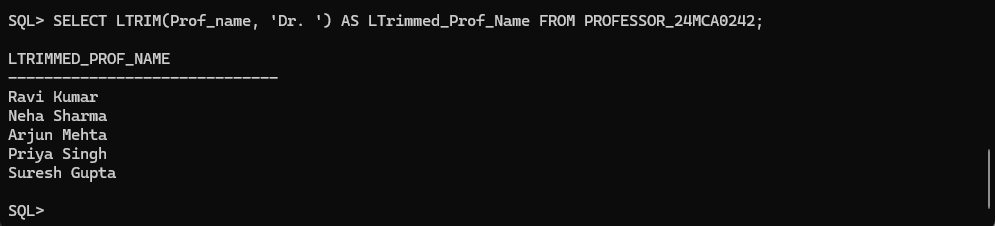 SQL> SELECT LTRIM(Prof_name, 'Dr. ') AS LTrimmed_Prof_Name FROM PROFESSOR_24MCA0242;
LTRIMMED_PROF_NAME
------------------------------
Ravi Kumar
Neha Sharma
Arjun Mehta
Priya Singh
Suresh Gupta
SQL>